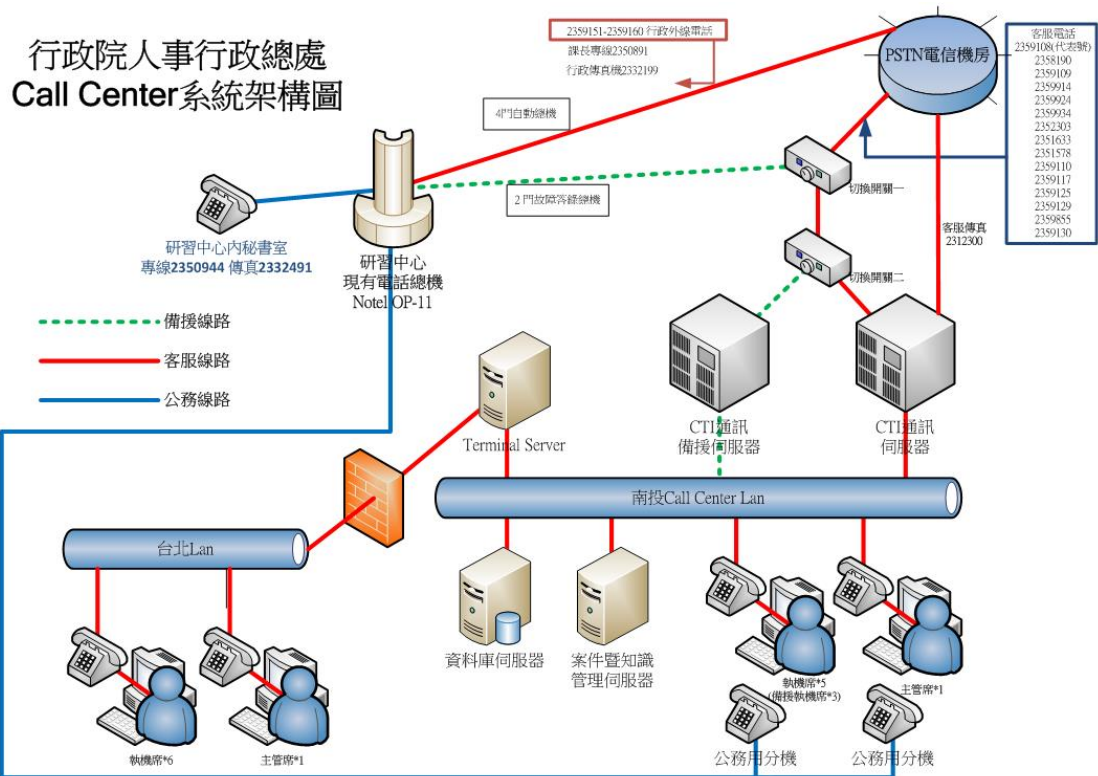 行政院人事行政總處
Call Center系統架構圖
2359151-2359160 行政外線電話
課長專線2350891
行政傳真機2332199
4門自動總機
2門故障答錄總機
PSTN電信機房
客服電話
2359108(代表號)
2358190
2359109
2359914
2359924
2359934
2352303
2351633
2351578
2359110
2359117
2359125
2359129
2359855
2359130
切換開關一
客服傳真
2312300
切換開關二
研習中心內秘書室
專線2350944 傳真2332491
研習中心
現有電話總機
Notel OP-11
備援線路
客服線路
公務線路
Terminal Server
CTI通訊
備援伺服器
CTI通訊
伺服器
南投Call Center Lan
台北Lan
資料庫伺服器
案件暨知識
管理伺服器
執機席*5
(備援執機席*3)
主管席*1
執機席*6
主管席*1
公務用分機
公務用分機